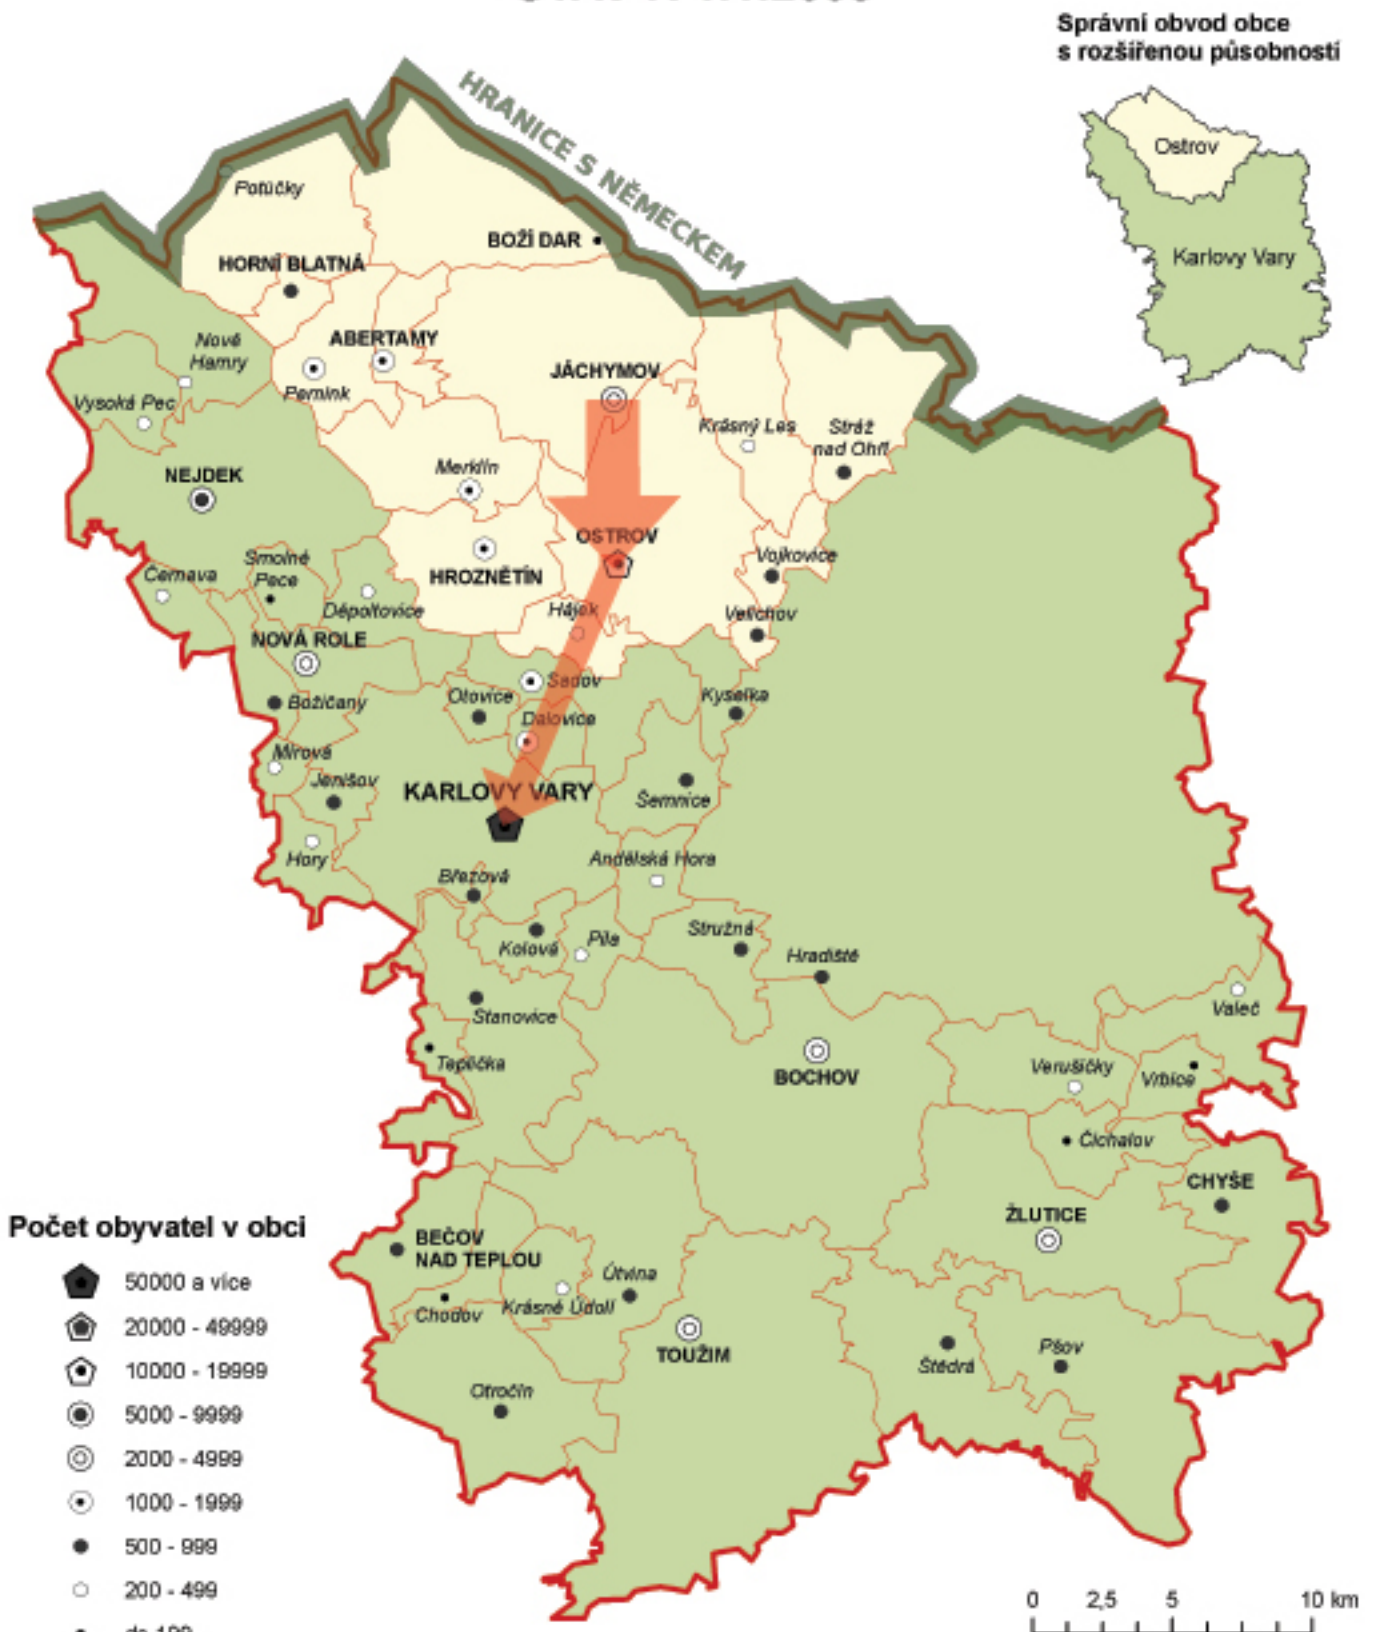 Správní obvod obce
s rozšířenou působností
Ostrov
Karlovy Vary
HRANICE S NĚMECKEM
Potůčky
BOŽÍ DAR
HORNÍ BLATNÁ
Nové
Hamry
ABERTAMY
Pernink
JÁCHYMOV
Vysoká Pec
Krásný Les
Stráž
nad Ohří
NEJDEK
Merklín
OSTROV
Vojkovice
Smolné
Pece
Černava
HROZNĚTÍN
Děpoltovice
Hájek
Velichov
NOVÁ ROLE
Sadov
Božičany
Otovice
Kyselka
Dalovice
Mírová
Jenišov
KARLOVY VARY
Šemnice
Hory
Andělská Hora
Březová
Kolová
Pila
Stružná
Hradiště
Stanovice
Valeč
Teplička
BOCHOV
Verušičky
Vrbice
Čichalov
CHYŠE
ŽLUTICE
BEČOV
NAD TEPLOU
Útvina
Chodov
Krásné Údolí
TOUŽIM
Štědrá
Pšov
Otročín
Počet obyvatel v obci
50000 a více
20000 - 49999
10000 - 19999
5000 - 9999
2000 - 4999
1000 - 1999
500 - 999
200 - 499
0 2,5 5 10 km